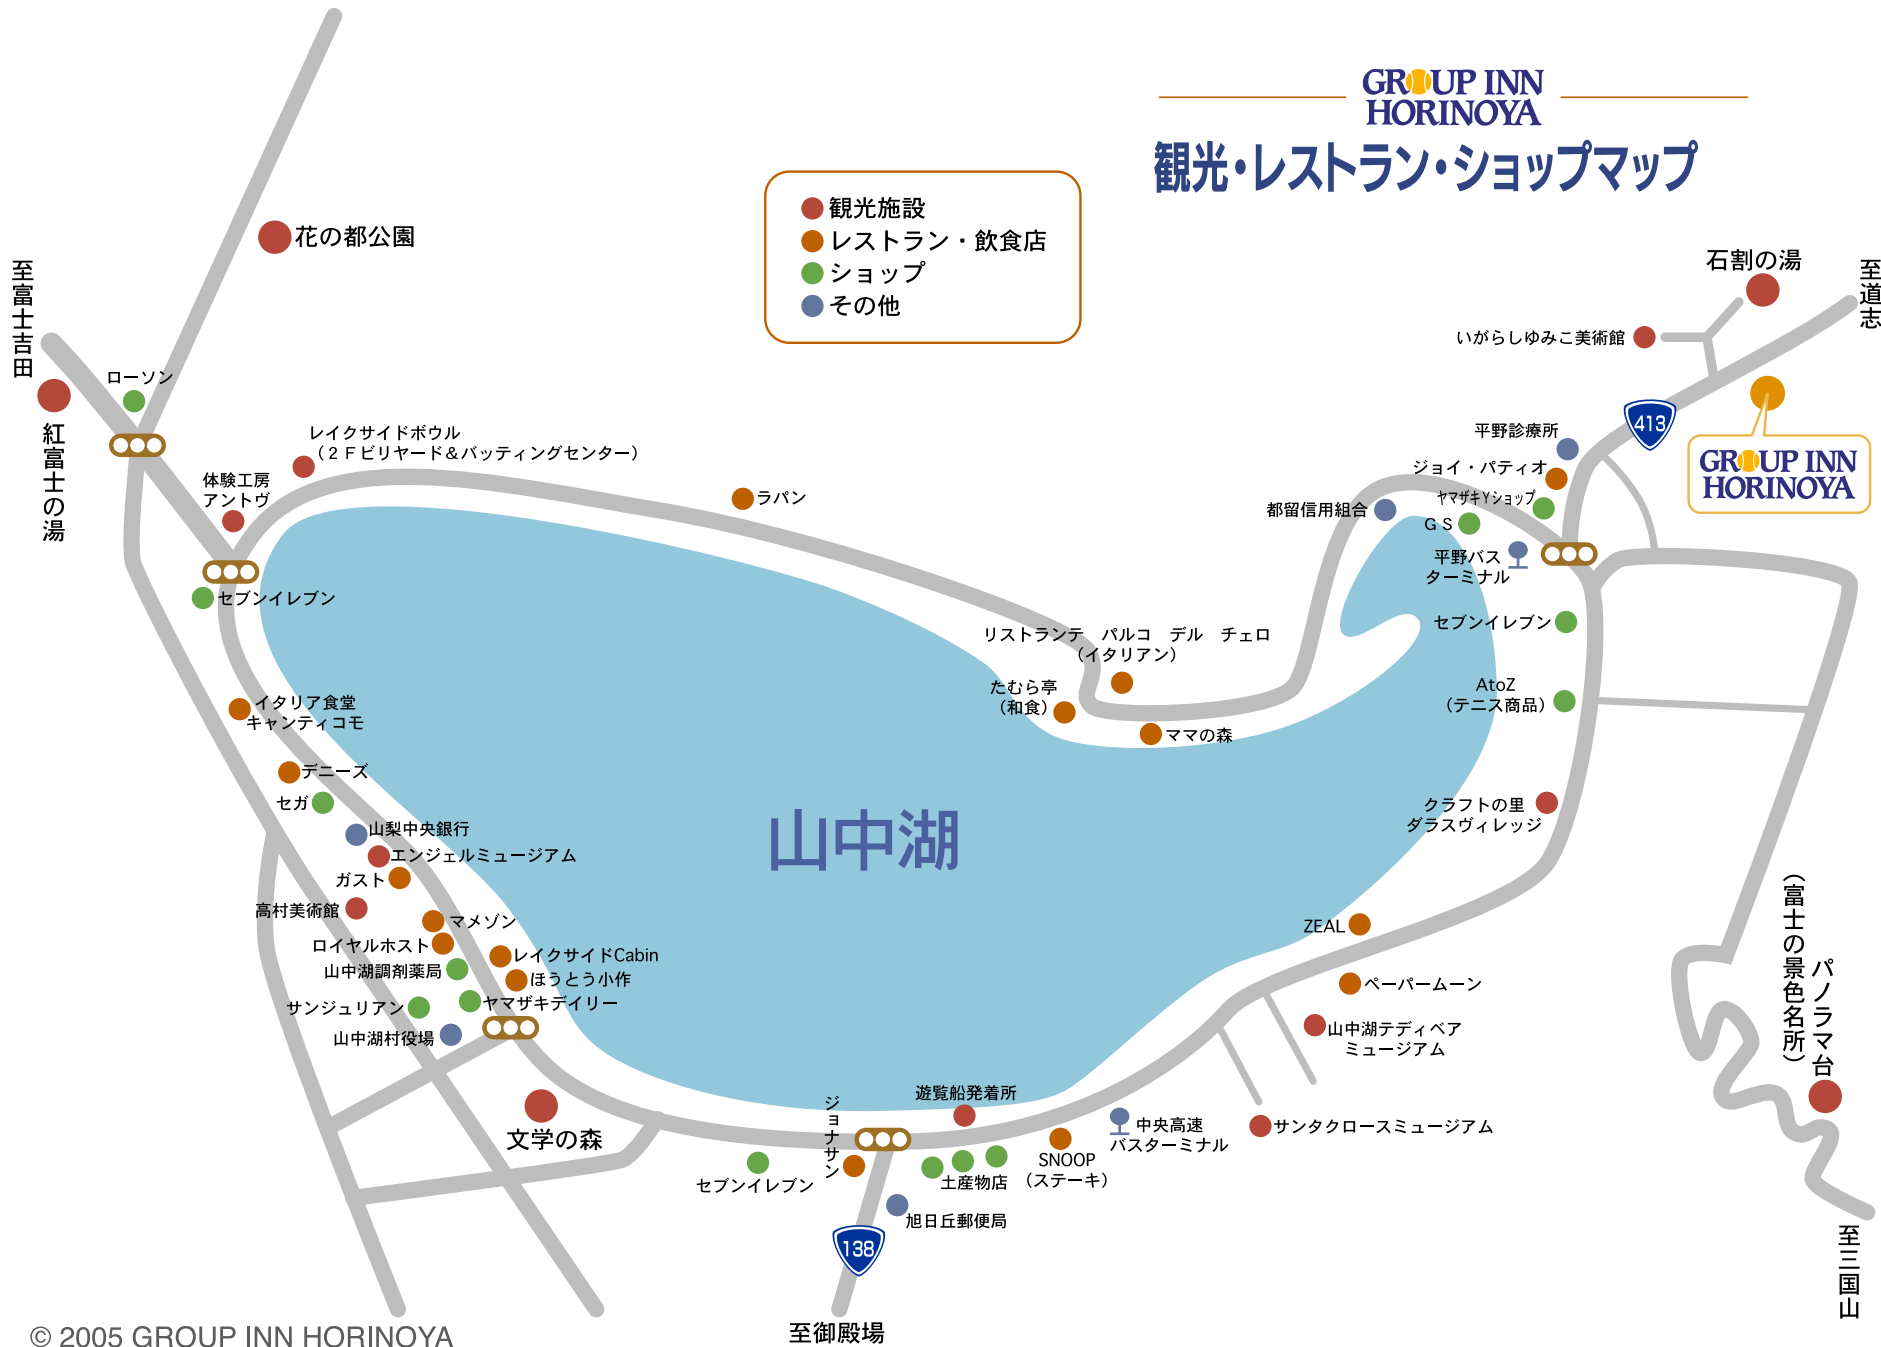 GROUP INN
HORINOYA
観光・レストラン・ショップマップ
観光施設
レストラン・飲食店
ショップ
その他
花の都公園
至富士吉田
紅富士の湯
ローソン
体験工房
アントヴ
レイクサイドボウル
（2Fビリヤード&バッティングセンター）
セブンイレブン
ラパン
リストランテ　パルコ　デル　チェロ
（イタリアン）
たむら亭
（和食）
ママの森
石割の湯
至道志
いがらしゆみこ美術館
413
GROUP INN
HORINOYA
平野診療所
ジョイ・パティオ
ヤマザキYショップ
GS
都留信用組合
平野バス
ターミナル
セブンイレブン
AtoZ
（テニス商品）
クラフトの里
ダラスヴィレッジ
イタリア食堂
キャンティコモ
デニーズ
セガ
山梨中央銀行
エンジェルミュージアム
ガスト
高村美術館
マメゾン
ロイヤルホスト
レイクサイドCabin
山中湖調剤薬局
ほうとう小作
サンジュリアン
ヤマザキデイリー
山中湖村役場
山中湖
文学の森
ZEAL
ペーパームーン
山中湖テディベア
ミュージアム
サンタクロースミュージアム
パノラマ台
（富士の景色名所）
至三国山
遊覧船発着所
ジョナサン
セブンイレブン
土産物店
SNOOP
（ステーキ）
中央高速
バスターミナル
旭日丘郵便局
138
至御殿場
© 2005 GROUP INN HORINOYA